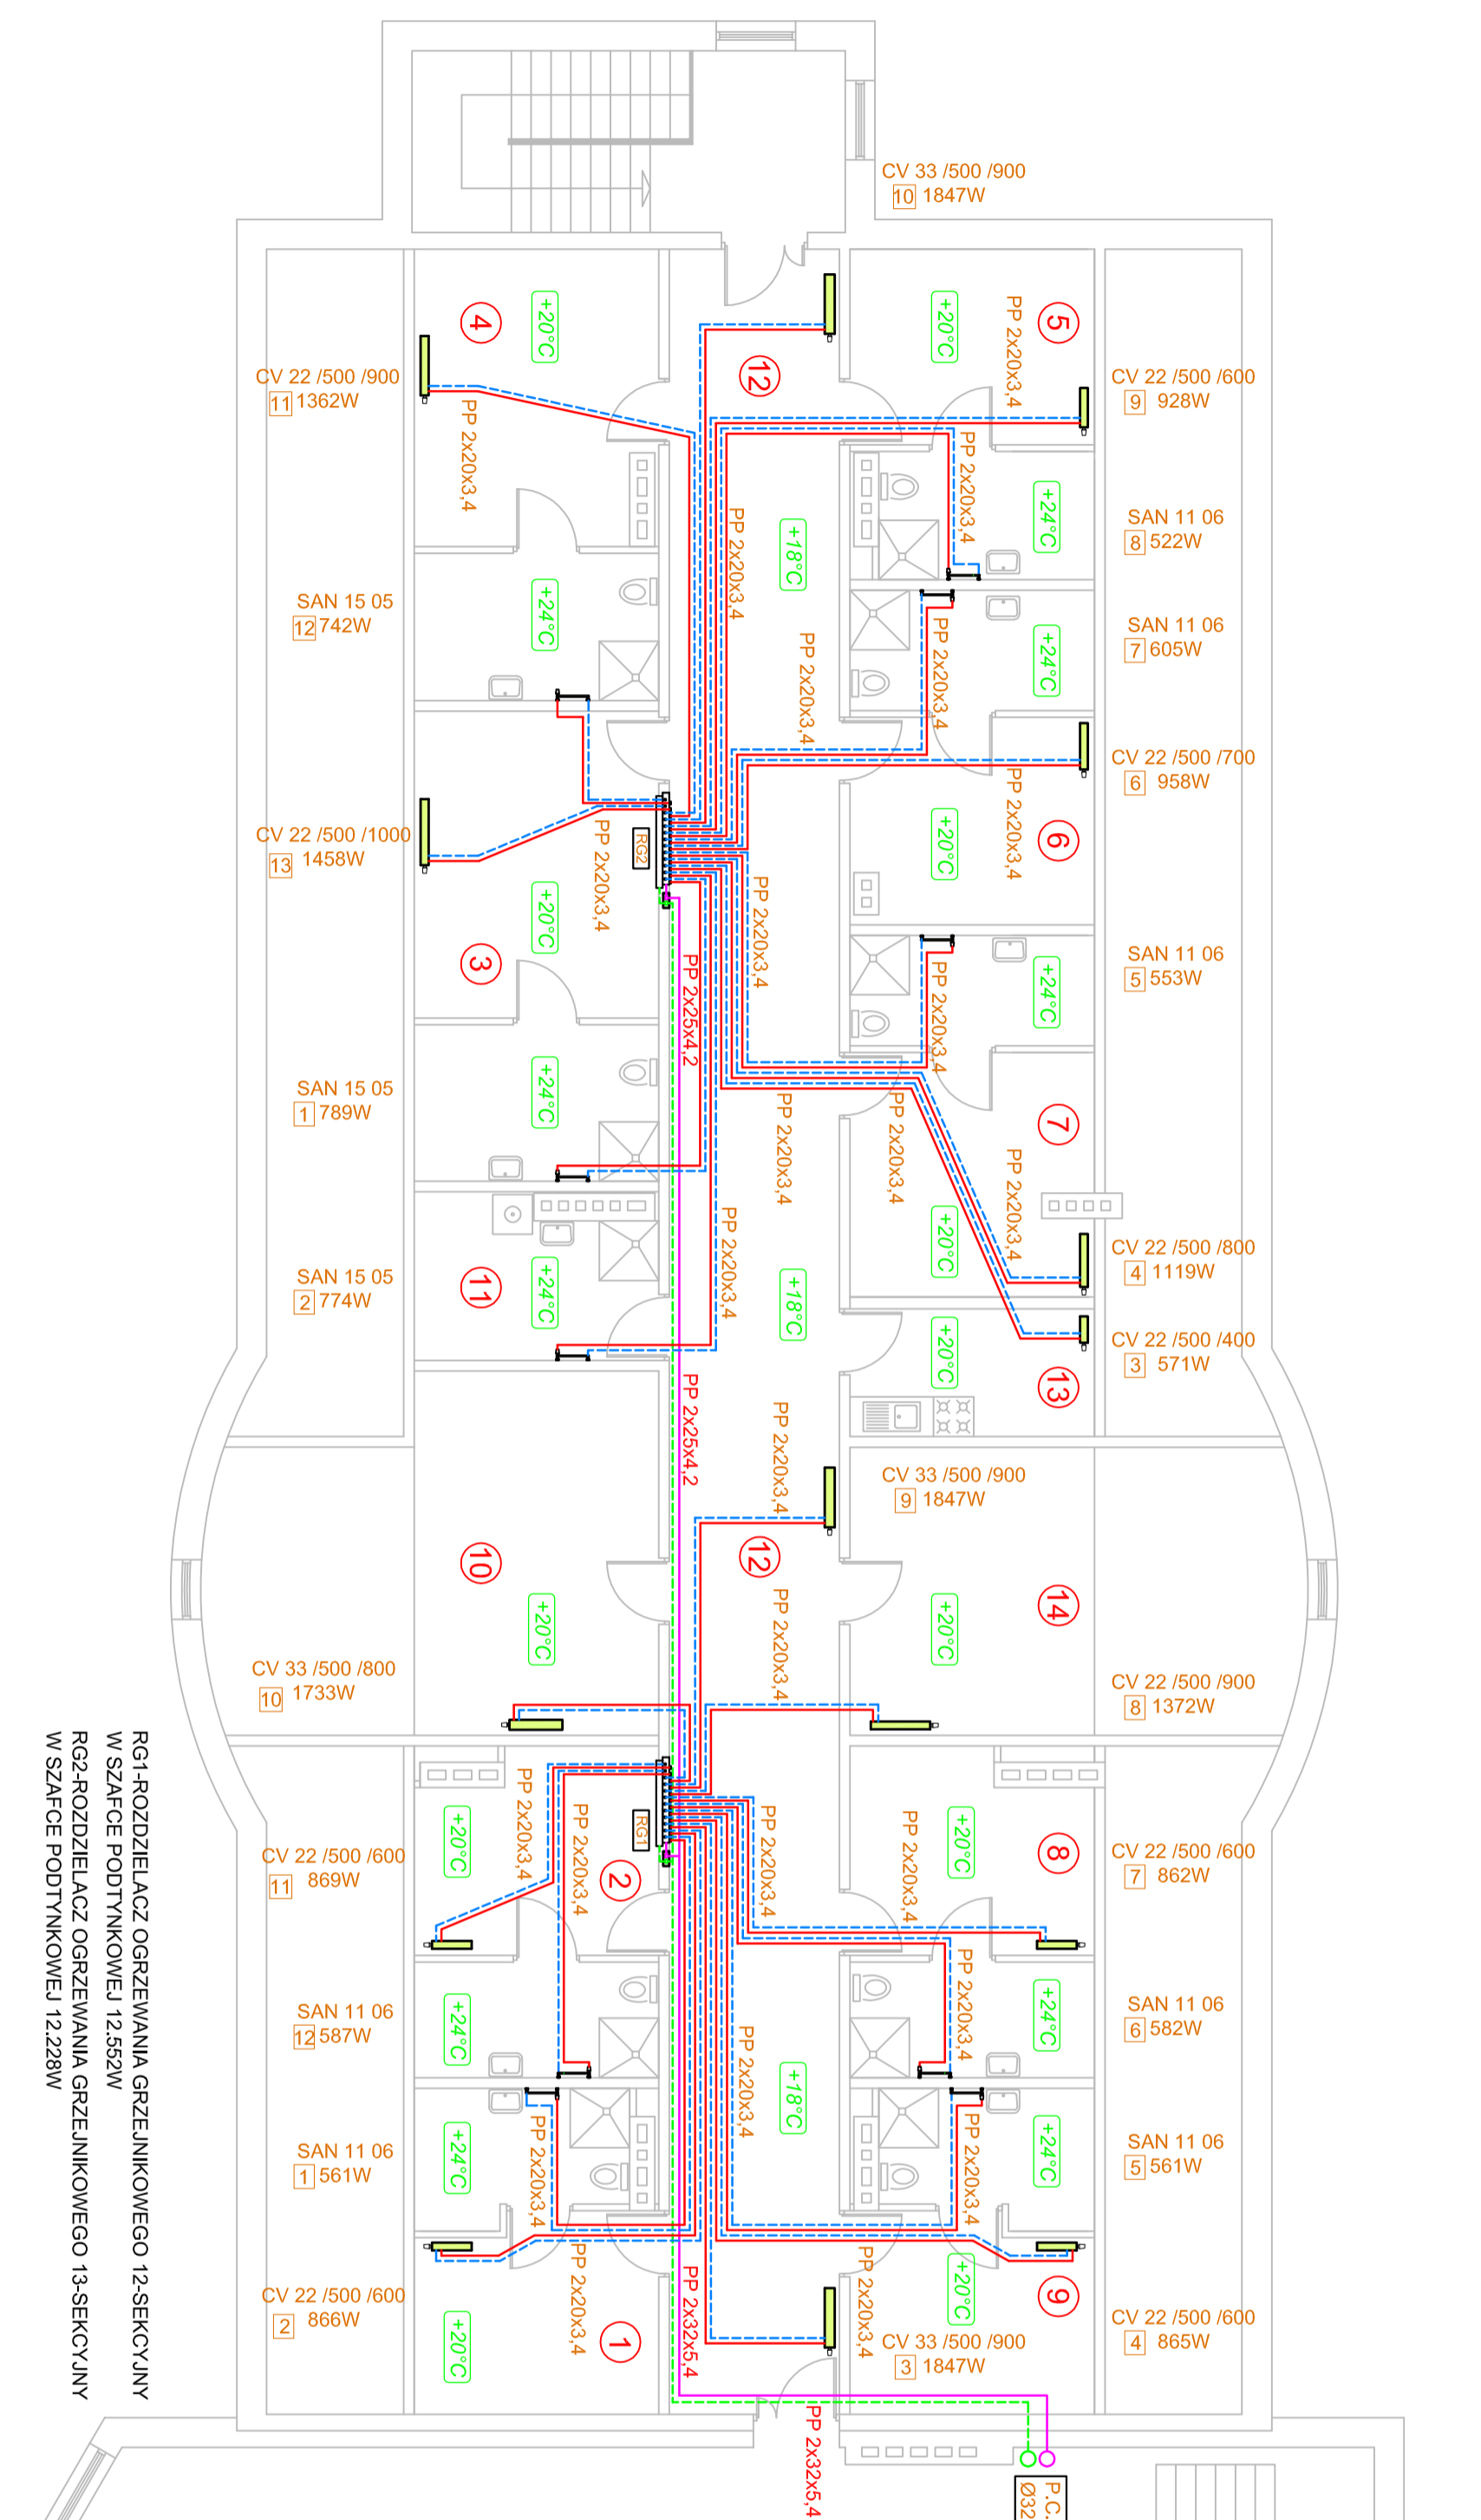 CV 33 /500 /900
10 1847W
5
+20°C
PP 2x20x3,4
4
+20°C
12
CV 22 /500 /900
11 1362W
CV 22 /500 /600
9 928W
PP 2x20x3,4
PP 2x20x3,4
+24°C
SAN 11 06
8 522W
PP 2x20x3,4
+18°C
SAN 15 05
12 742W
+24°C
PP 2x20x3,4
PP 2x20x3,4
+24°C
SAN 11 06
7 605W
CV 22 /500 /700
6 958W
PP 2x20x3,4
6
+20°C
CV 22 /500 /1000
13 1458W
PP 2x20x3,4
RG2
PP 2x20x3,4
+20°C
3
PP 2x25x4,2
PP 2x20x3,4
+24°C
SAN 11 06
5 553W
SAN 15 05
1 789W
+24°C
PP 2x20x3,4
PP 2x20x3,4
7
PP 2x20x3,4
SAN 15 05
2 774W
11
+24°C
PP 2x20x3,4
+18°C
+20°C
CV 22 /500 /800
4 1119W
CV 22 /500 /400
3 571W
+20°C
13
PP 2x25x4,2
PP 2x20x3,4
CV 33 /500 /900
9 1847W
10
12
14
+20°C
PP 2x20x3,4
+20°C
CV 33 /500 /800
10 1733W
CV 22 /500 /900
8 1372W
PP 2x20x3,4
PP 2x20x3,4
+20°C
CV 22 /500 /600
11 869W
2
RG1
PP 2x20x3,4
PP 2x20x3,4
+20°C
8
CV 22 /500 /600
7 862W
SAN 11 06
12 587W
+24°C
PP 2x20x3,4
PP 2x20x3,4
+18°C
+24°C
SAN 11 06
6 582W
SAN 11 06
1 561W
+24°C
PP 2x20x3,4
PP 2x20x3,4
+24°C
SAN 11 06
5 561W
CV 22 /500 /600
2 866W
+20°C
PP 2x20x3,4
1
PP 2x32x5,4
PP 2x20x3,4
+20°C
9
CV 33 /500 /900
3 1847W
CV 22 /500 /600
4 865W
PP 2x32x5,4
P.C.
Ø32
RG1-ROZDZIELACZ OGRZEWANIA GRZEJNIKOWEGO 12-SEKCYJNY
W SZAFCE PODTYNKOWEJ 12.552W
RG2-ROZDZIELACZ OGRZEWANIA GRZEJNIKOWEGO 13-SEKCYJNY
W SZAFCE PODTYNKOWEJ 12.228W